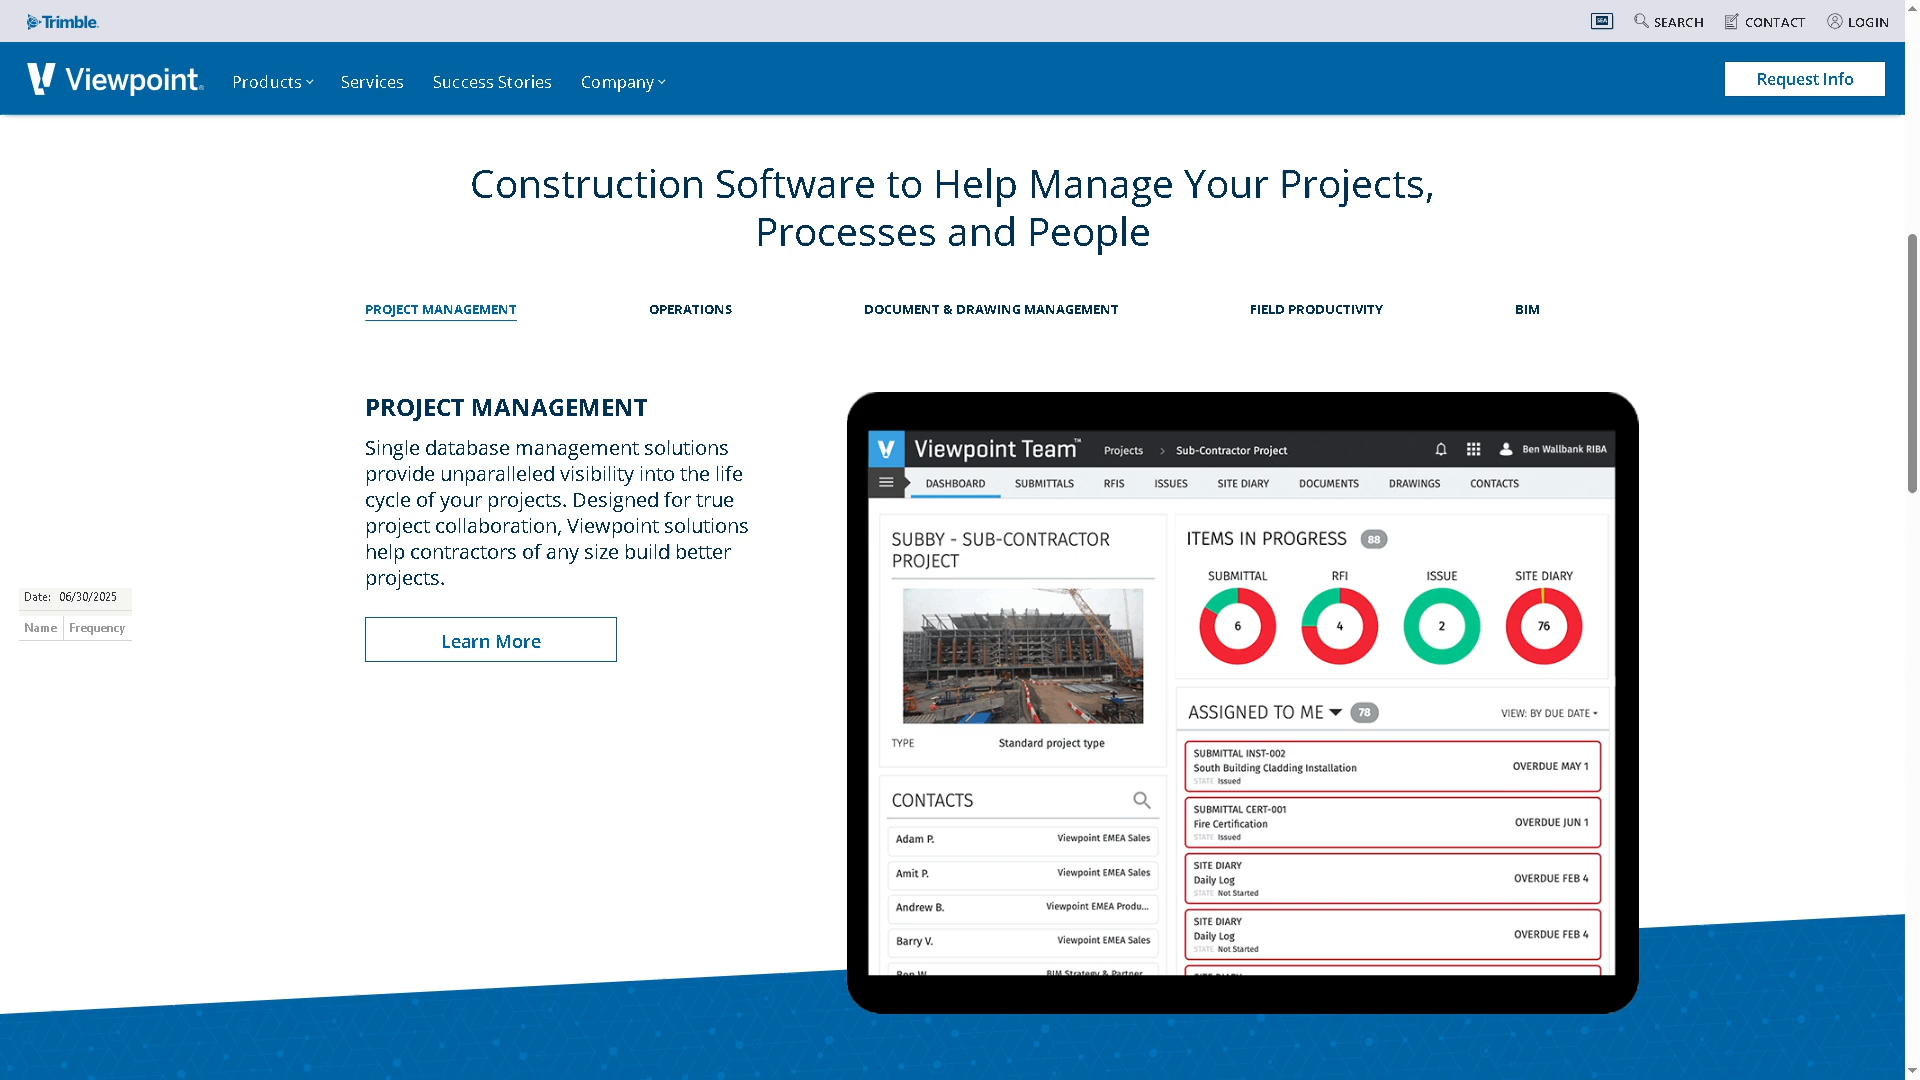 Trimble
SEA
SEARCH
CONTACT
LOGIN
Viewpoint
Products
Services
Success Stories
Company
Request Info
Construction Software to Help Manage Your Projects,
Processes and People
PROJECT MANAGEMENT
OPERATIONS
DOCUMENT & DRAWING MANAGEMENT
FIELD PRODUCTIVITY
BIM
PROJECT MANAGEMENT
Single database management solutions
provide unparalleled visibility into the life
cycle of your projects. Designed for true
project collaboration, Viewpoint solutions
help contractors of any size build better
projects.
Learn More
Date: 06/30/2025
Name Frequency
Viewpoint Team™
Projects > Sub-Contractor Project
Ben Wallbank RIBA
DASHBOARD SUBMITTALS RFIS ISSUES SITE DIARY DOCUMENTS DRAWINGS CONTACTS
SUBBY - SUB-CONTRACTOR
PROJECT
TYPE Standard project type
CONTACTS
Adam P. Viewpoint EMEA Sales
Amit P. Viewpoint EMEA Sales
Andrew B. Viewpoint EMEA Produ...
Barry V. Viewpoint EMEA Sales
Ben W. BIM Strategy & Partner
ITEMS IN PROGRESS 88
SUBMITTAL RFI ISSUE SITE DIARY
6 4 2 76
ASSIGNED TO ME 78
VIEW: BY DUE DATE
SUBMITTAL INST-002
South Building Cladding Installation
STATE Issued
OVERDUE MAY 1
SUBMITTAL CERT-001
Fire Certification
STATE Issued
OVERDUE JUN 1
SITE DIARY
Daily Log
STATE Not Started
OVERDUE FEB 4
SITE DIARY
Daily Log
STATE Not Started
OVERDUE FEB 4
SITE DIARY